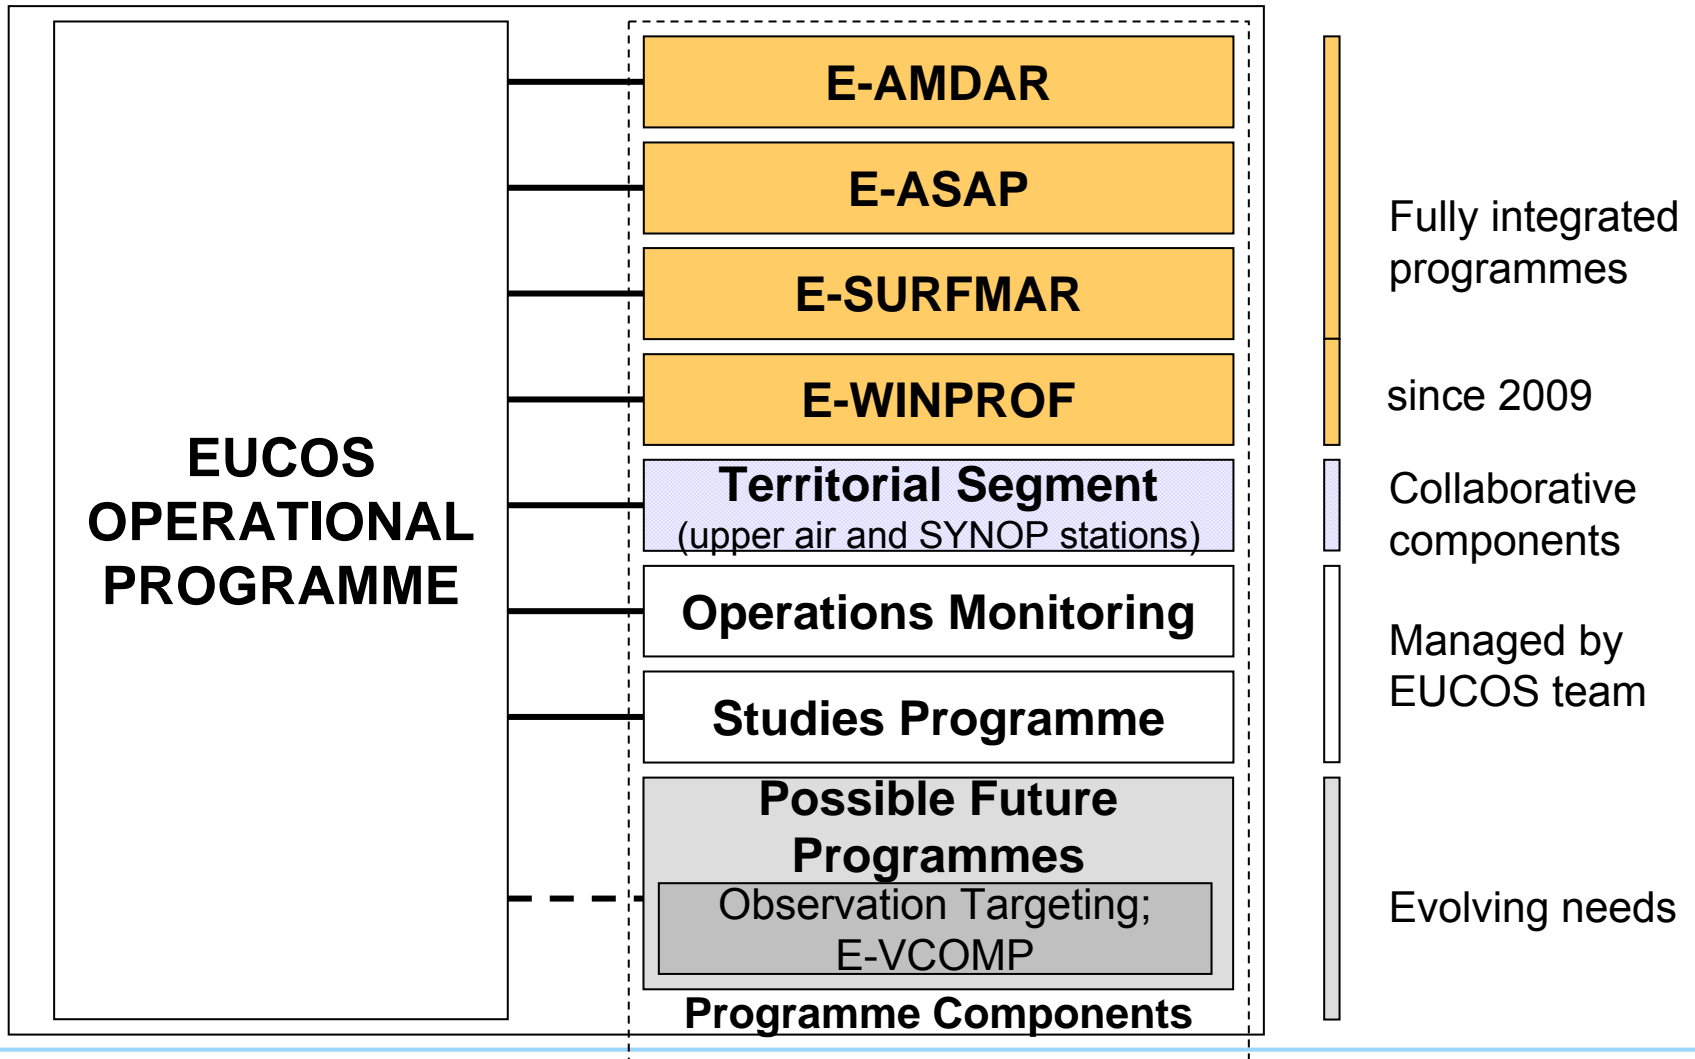 EUCOS
OPERATIONAL
PROGRAMME
E-AMDAR
E-ASAP
E-SURFMAR
E-WINPROF
Territorial Segment
(upper air and SYNOP stations)
Operations Monitoring
Studies Programme
Possible Future
Programmes
Observation Targeting;
E-VCOMP
Programme Components
Fully integrated
programmes
since 2009
Collaborative
components
Managed by
EUCOS team
Evolving needs